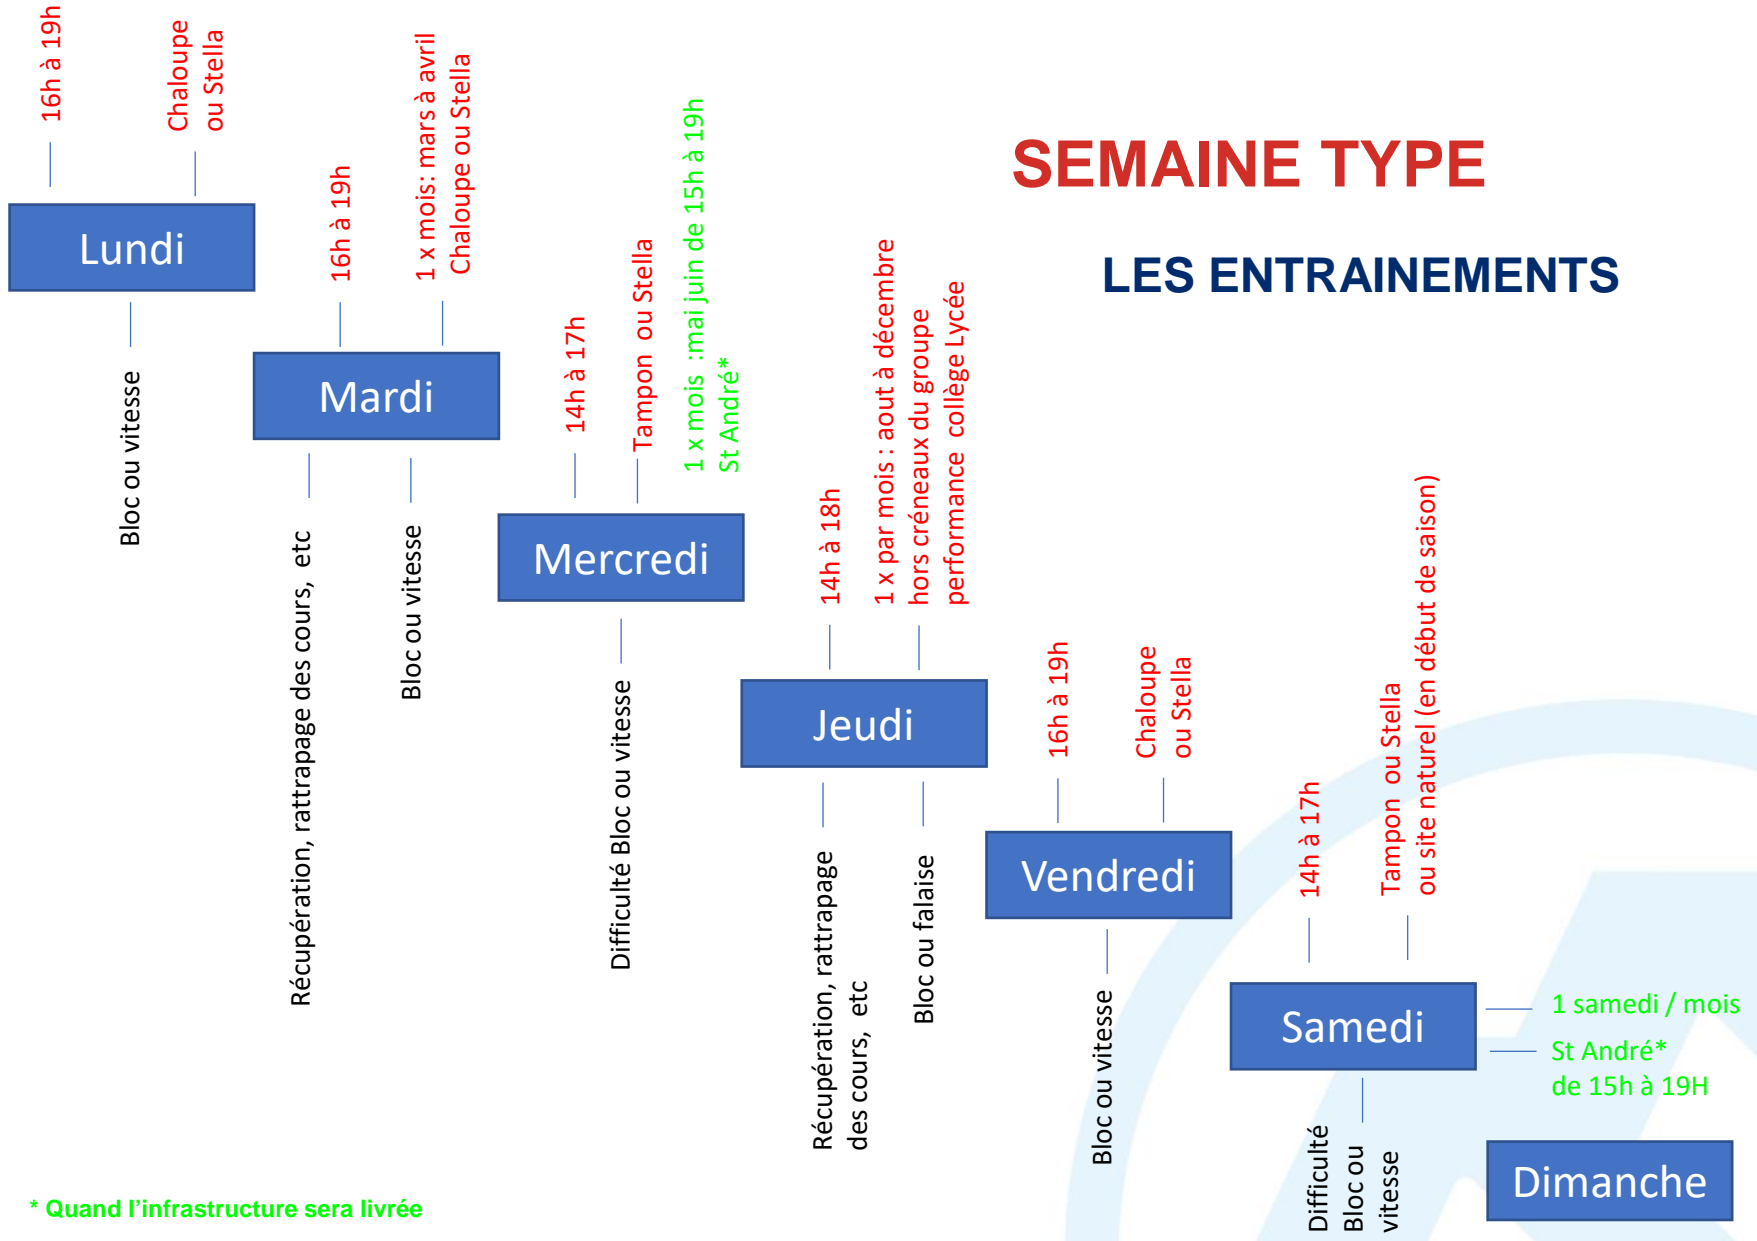 SEMAINE TYPE
LES ENTRAINEMENTS
16h à 19h
Chaloupe
ou Stella
Lundi
Bloc ou vitesse
16h à 19h
1 x mois: mars à avril
Chaloupe ou Stella
Mardi
Récupération, rattrapage des cours, etc
Bloc ou vitesse
14h à 17h
Tampon ou Stella
1 x mois :mai juin de 15h à 19h
St André*
Mercredi
Difficulté Bloc ou vitesse
14h à 18h
1 x par mois : aout à décembre
hors créneaux du groupe
performance collège Lycée
Jeudi
Récupération, rattrapage
des cours, etc
Bloc ou falaise
16h à 19h
Chaloupe
ou Stella
Vendredi
Bloc ou vitesse
14h à 17h
Tampon ou Stella
ou site naturel (en début de saison)
Samedi
1 samedi / mois
St André*
de 15h à 19H
Difficulté
Bloc ou
vitesse
Dimanche
* Quand l'infrastructure sera livrée